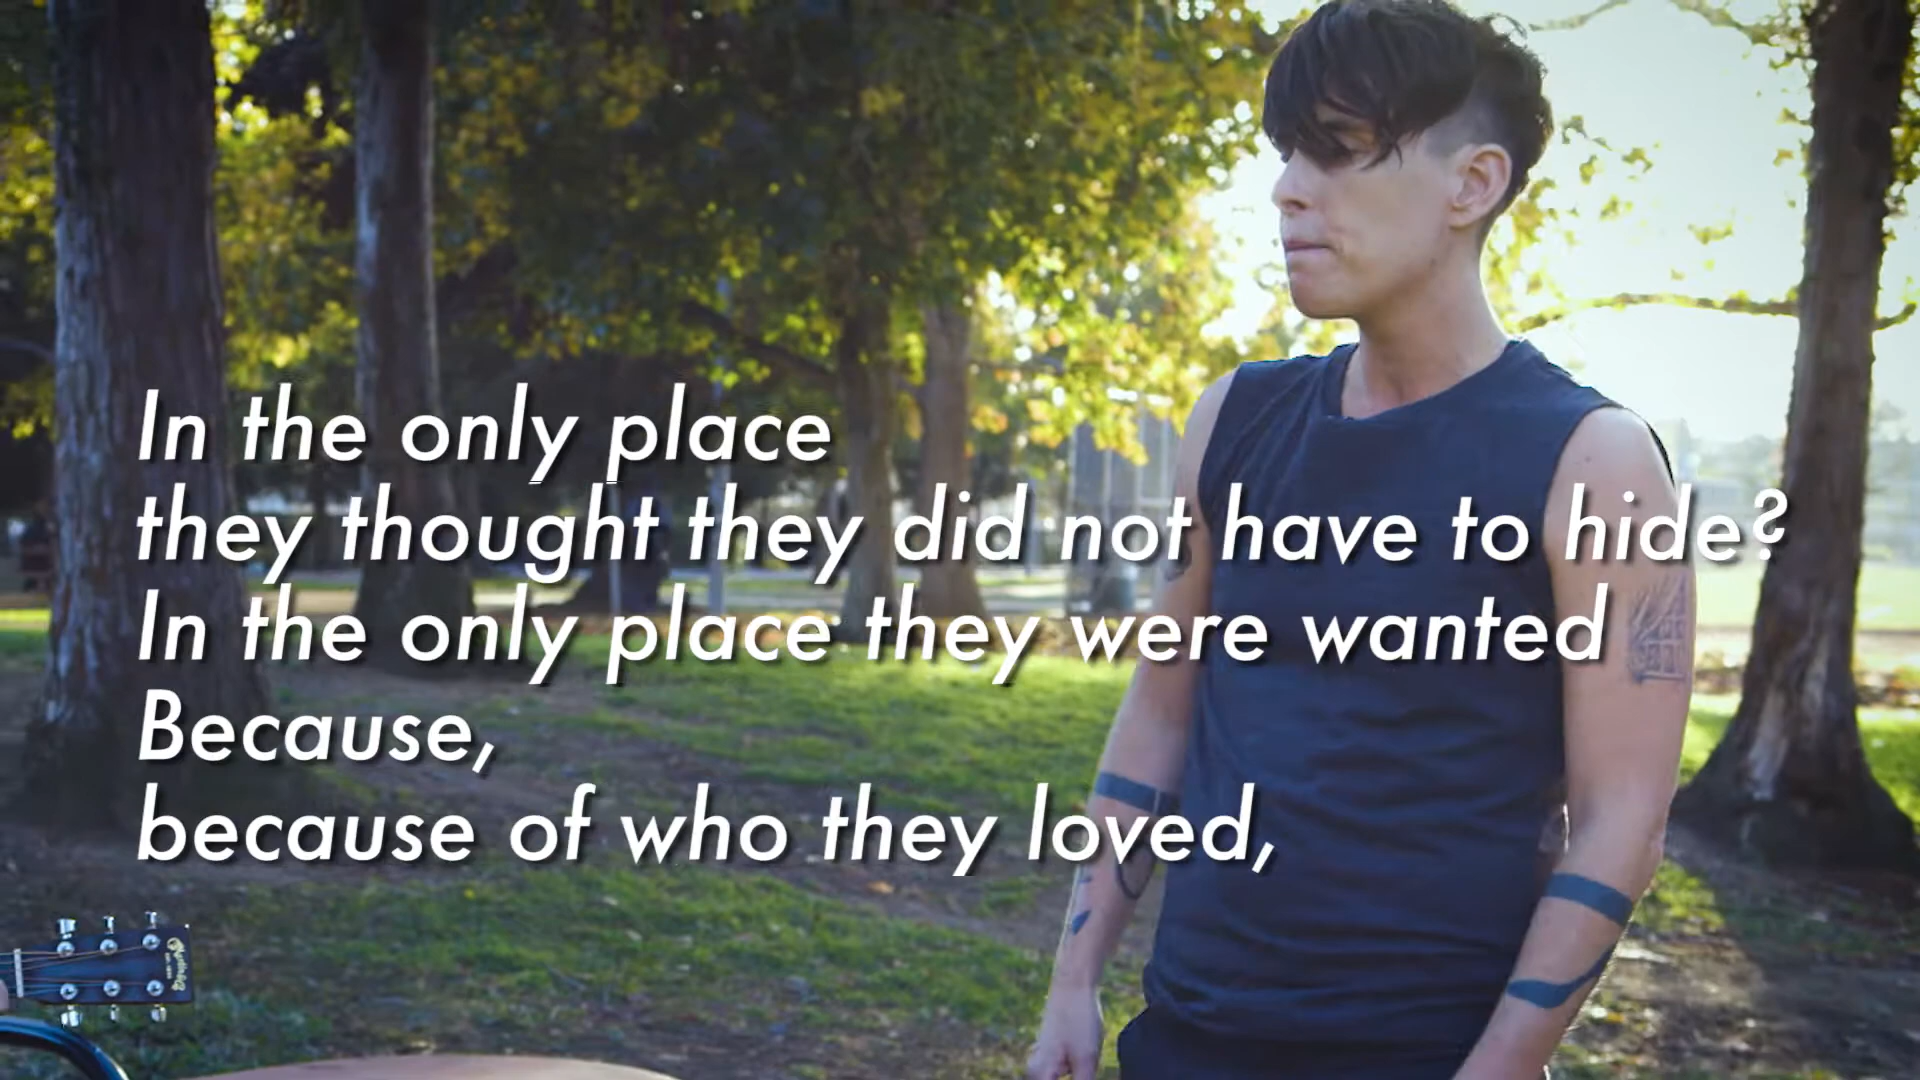 In the only place
they thought they did not have to hide?
In the only place they were wanted
Because,
because of who they loved,